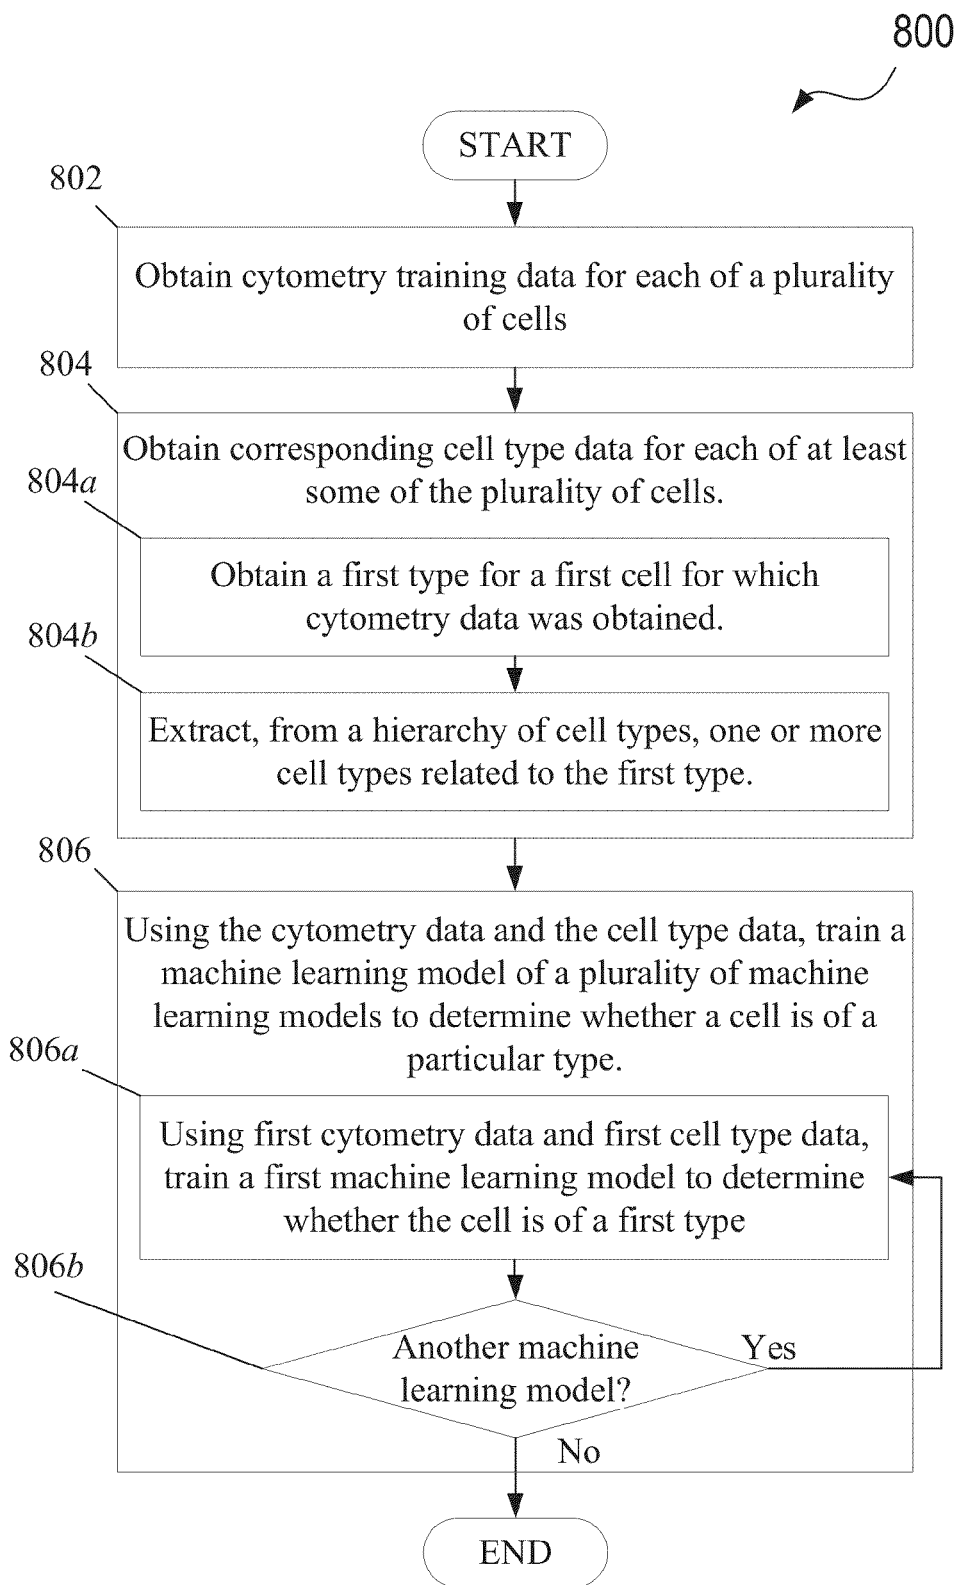 800
START
802
Obtain cytometry training data for each of a plurality
of cells
804
Obtain corresponding cell type data for each of at least
some of the plurality of cells.
804a
Obtain a first type for a first cell for which
cytometry data was obtained.
804b
Extract, from a hierarchy of cell types, one or more
cell types related to the first type.
806
Using the cytometry data and the cell type data, train a
machine learning model of a plurality of machine
learning models to determine whether a cell is of a
particular type.
806a
Using first cytometry data and first cell type data,
train a first machine learning model to determine
whether the cell is of a first type
806b
Another machine
learning model?
Yes
No
END